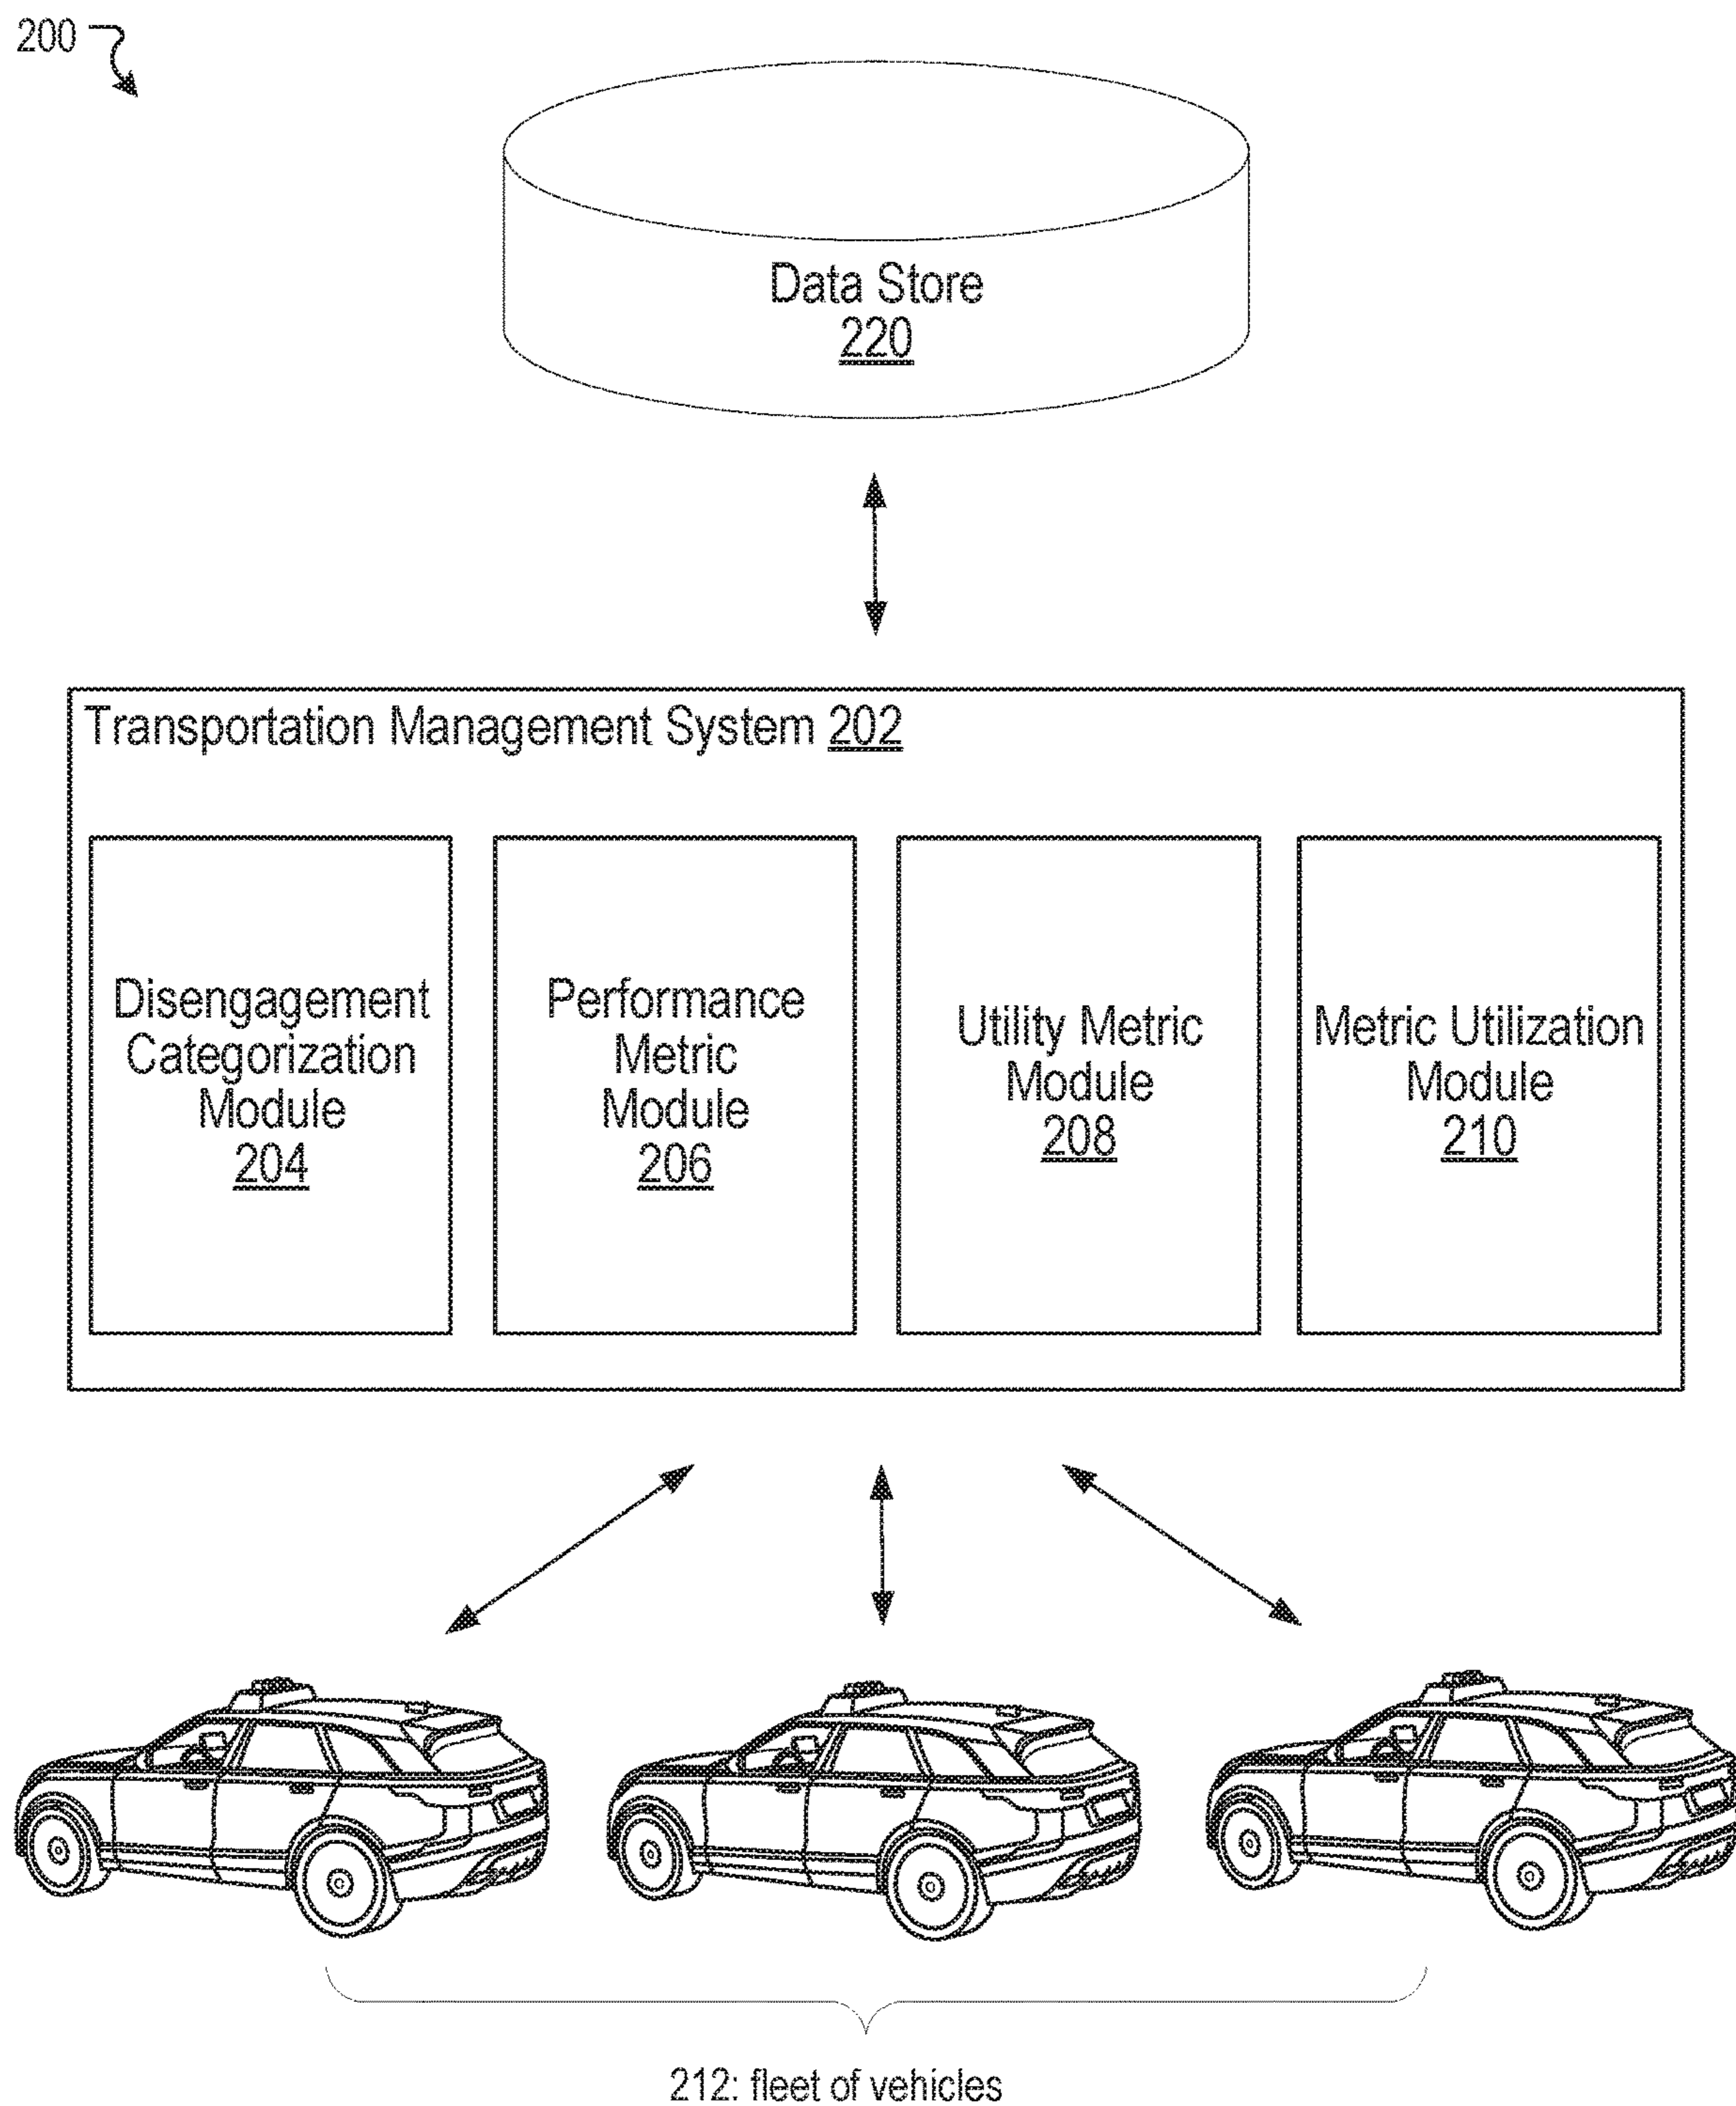 200
Data Store
220
Transportation Management System 202
Disengagement
Categorization
Module
204
Performance
Metric
Module
206
Utility Metric
Module
208
Metric Utilization
Module
210
212: fleet of vehicles